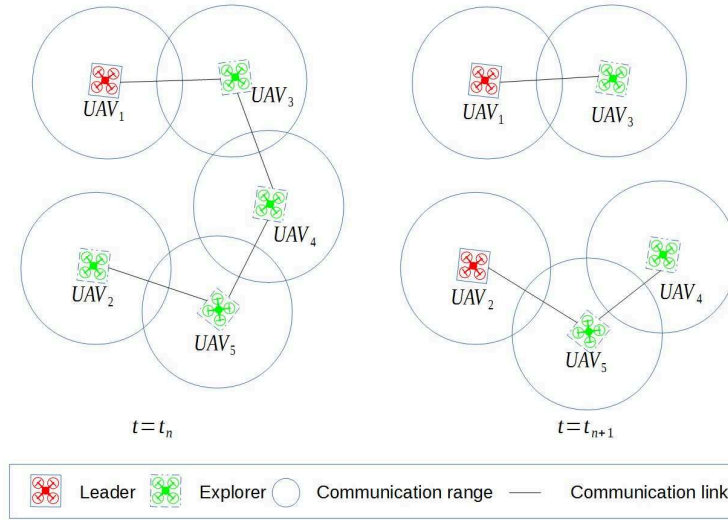 UAV₁
UAV₃
UAV₄
UAV₂
UAV₅
t=tₙ
UAV₁
UAV₃
UAV₂
UAV₄
UAV₅
t=tₙ₊₁
Leader Explorer Communication range Communication link